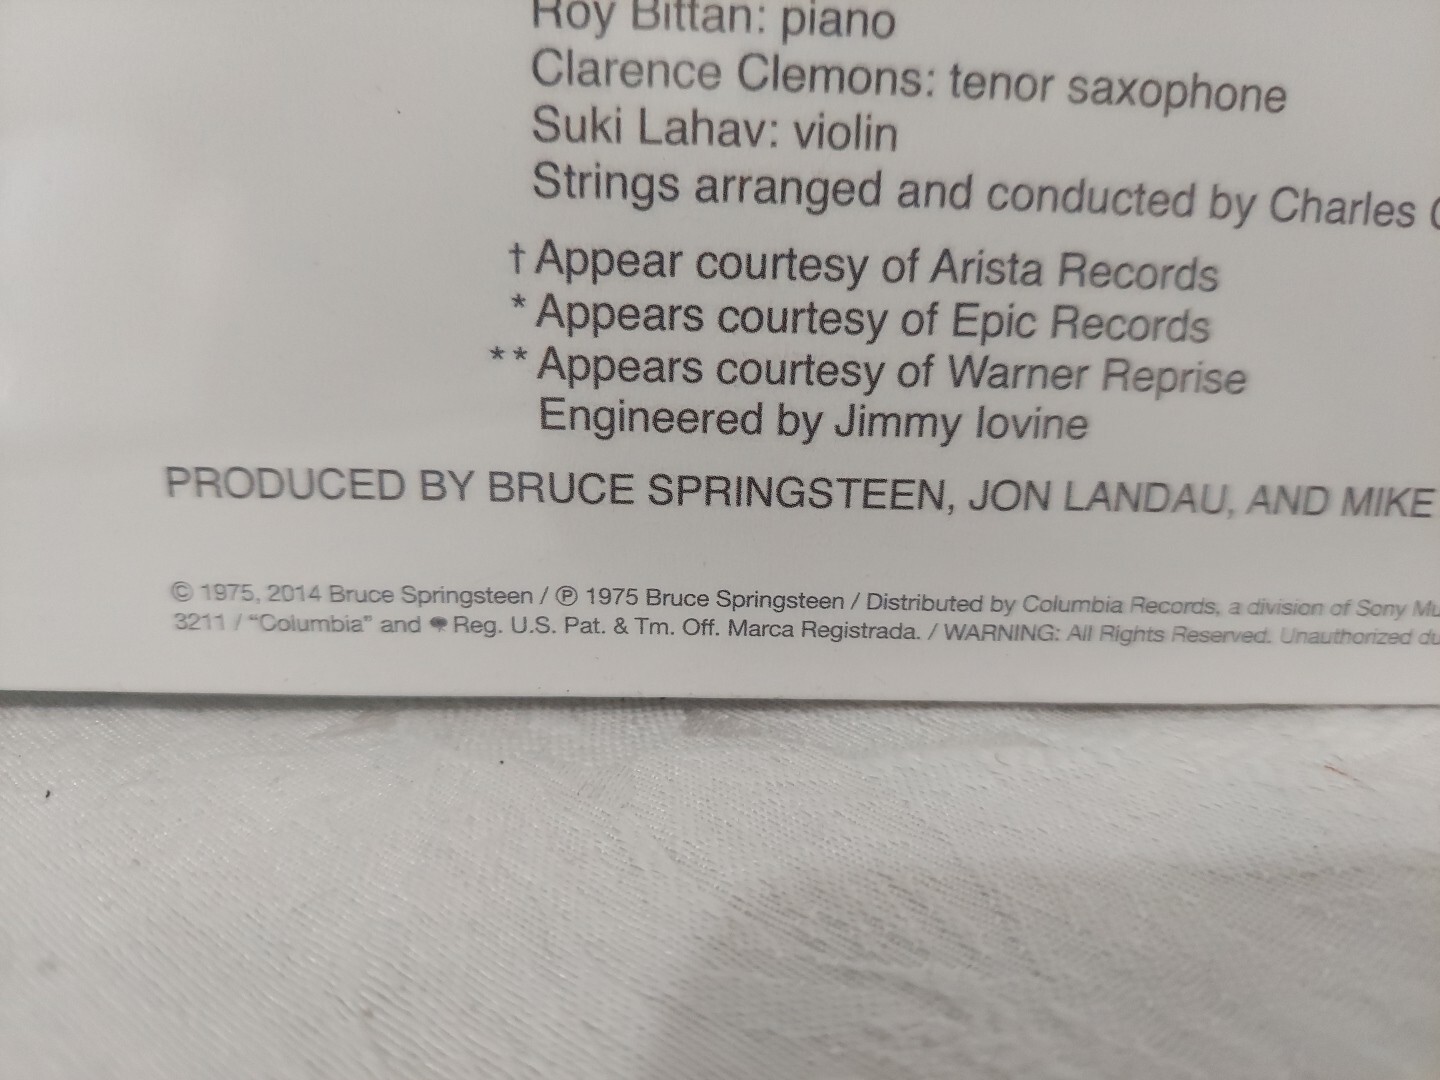 Roy Bittan: piano
Clarence Clemons: tenor saxophone
Suki Lahav: violin
Strings arranged and conducted by Charles
† Appear courtesy of Arista Records
* Appears courtesy of Epic Records
** Appears courtesy of Warner Reprise
Engineered by Jimmy Iovine
PRODUCED BY BRUCE SPRINGSTEEN, JON LANDAU, AND MIKE
© 1975, 2014 Bruce Springsteen / ℗ 1975 Bruce Springsteen / Distributed by Columbia Records, a division of Sony
3211 / "Columbia" and Reg. U.S. Pat. & Tm. Off. Marca Registrada. / WARNING: All Rights Reserved. Unauthorized